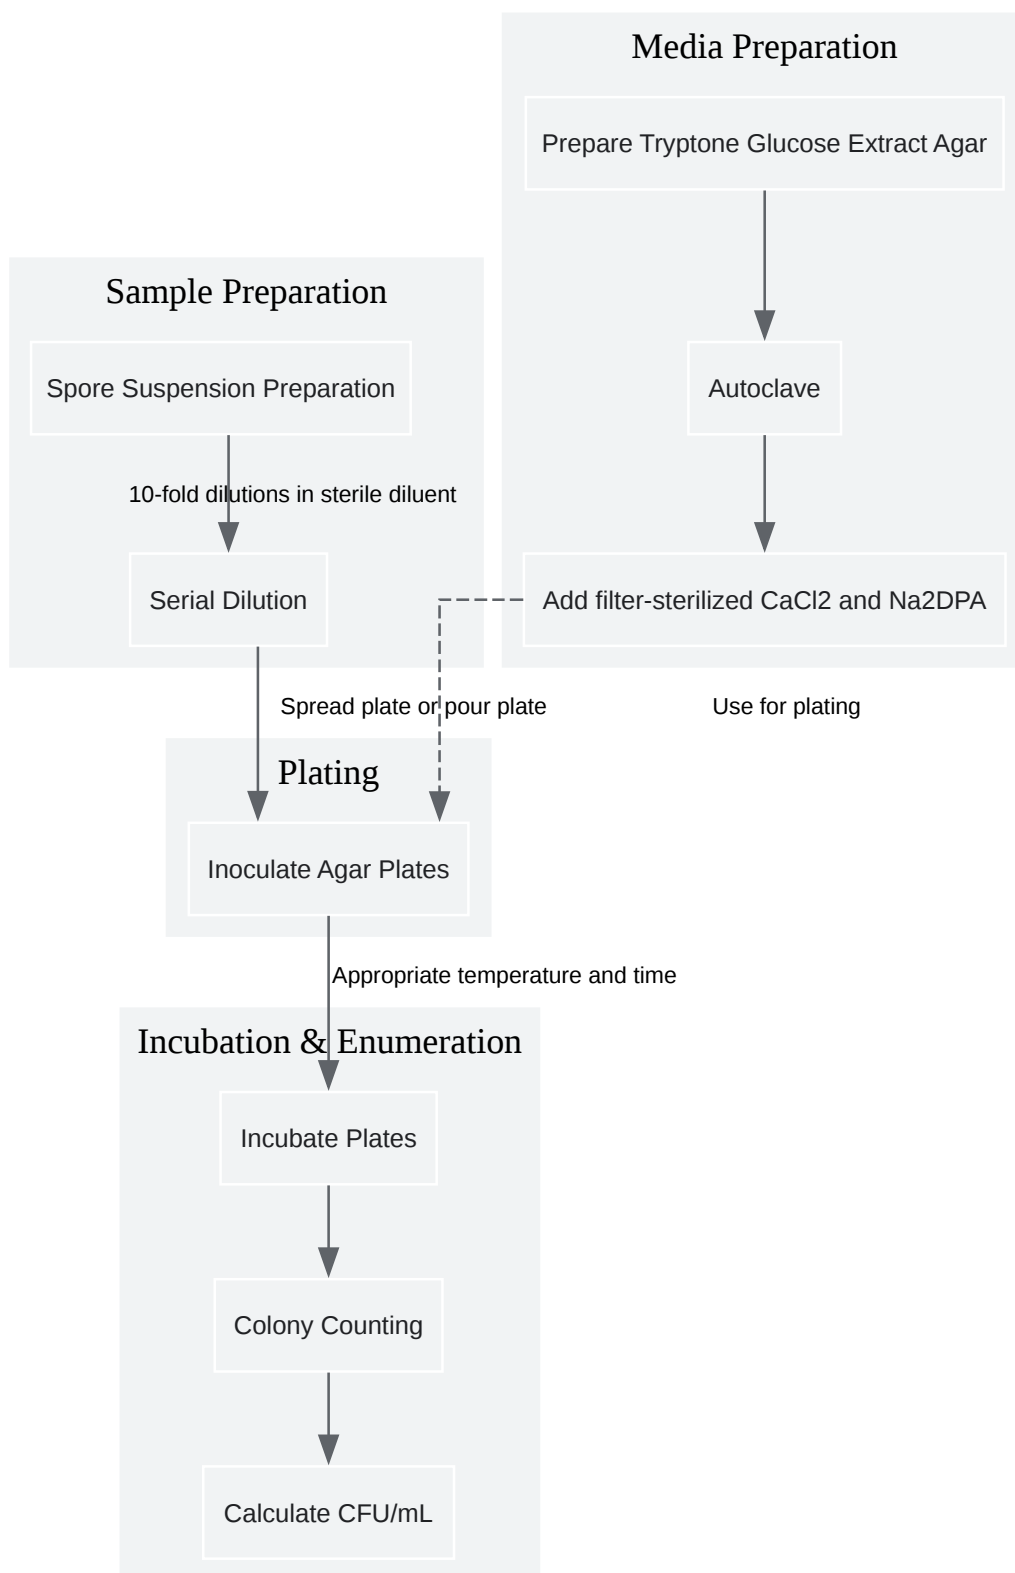 Media Preparation
Prepare Tryptone Glucose Extract Agar
Autoclave
Add filter-sterilized CaCl2 and Na2DPA
Use for plating
Sample Preparation
Spore Suspension Preparation
10-fold dilutions in sterile diluent
Serial Dilution
Spread plate or pour plate
Plating
Inoculate Agar Plates
Appropriate temperature and time
Incubation & Enumeration
Incubate Plates
Colony Counting
Calculate CFU/mL